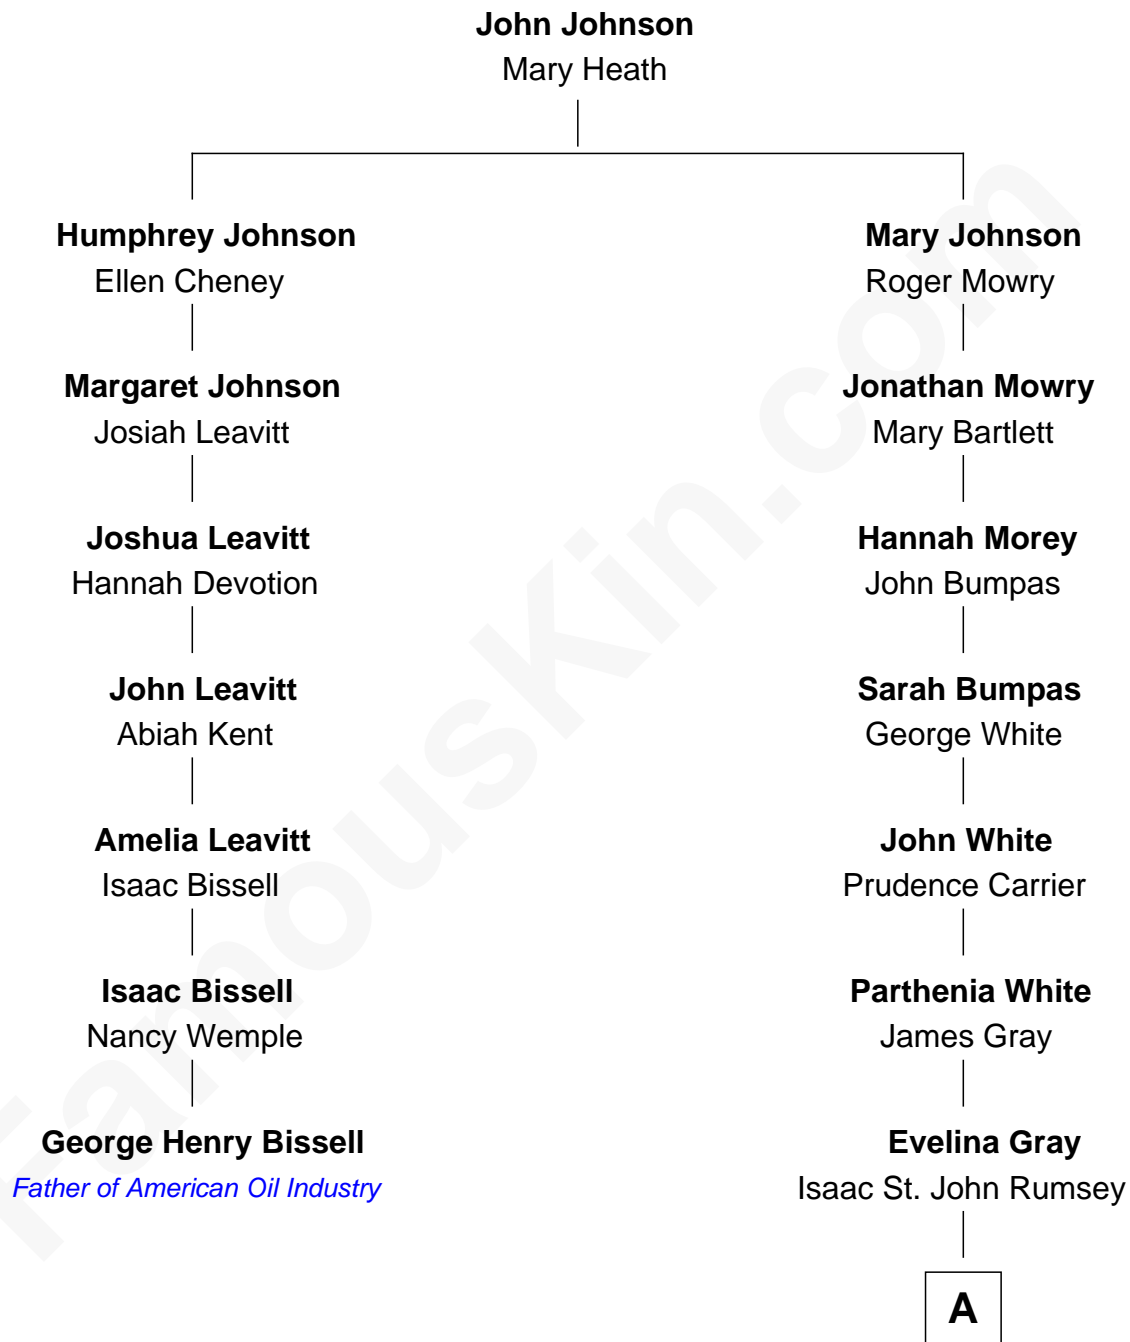 John Johnson
Mary Heath
Humphrey Johnson
Ellen Cheney
Mary Johnson
Roger Mowry
Margaret Johnson
Josiah Leavitt
Jonathan Mowry
Mary Bartlett
Joshua Leavitt
Hannah Devotion
Hannah Morey
John Bumpas
John Leavitt
Abiah Kent
Sarah Bumpas
George White
Amelia Leavitt
Isaac Bissell
John White
Prudence Carrier
Isaac Bissell
Nancy Wemple
Parthenia White
James Gray
George Henry Bissell
Father of American Oil Industry
Evelina Gray
Isaac St. John Rumsey
A
FamousKin.com